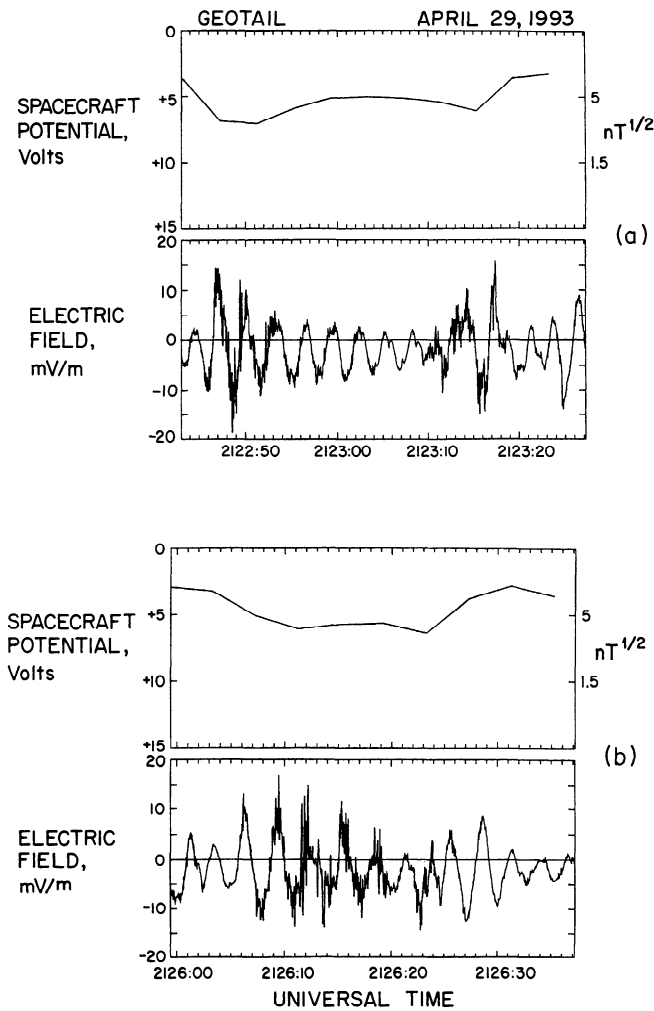 GEOTAIL APRIL 29, 1993
0
SPACECRAFT
POTENTIAL,
Volts
+5
+10
+15
5
nT1/2
1.5
(a)
20
10
0
-10
-20
ELECTRIC
FIELD,
mV/m
2122:50 2123:00 2123:10 2123:20
0
SPACECRAFT
POTENTIAL,
Volts
+5
+10
+15
5
nT1/2
1.5
(b)
20
10
0
-10
-20
ELECTRIC
FIELD,
mV/m
2126:00 2126:10 2126:20 2126:30
UNIVERSAL TIME